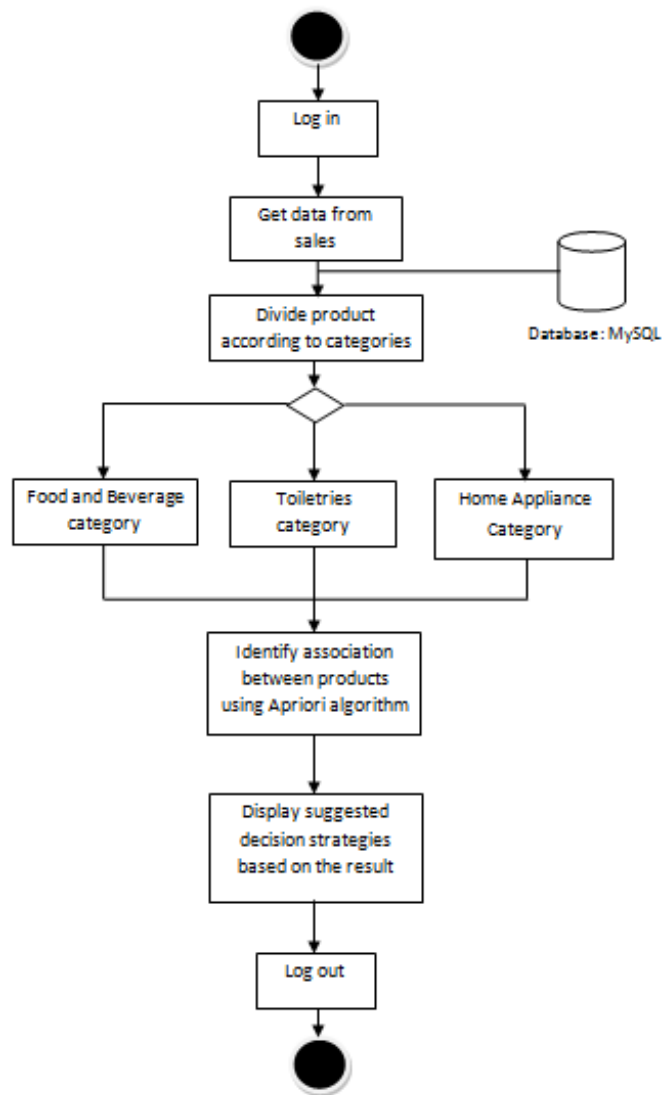 Log in
Get data from
sales
Divide product
according to categories
Database: MySQL
Food and Beverage
category
Toiletries
category
Home Appliance
Category
Identify association
between products
using Apriori algorithm
Display suggested
decision strategies
based on the result
Log out